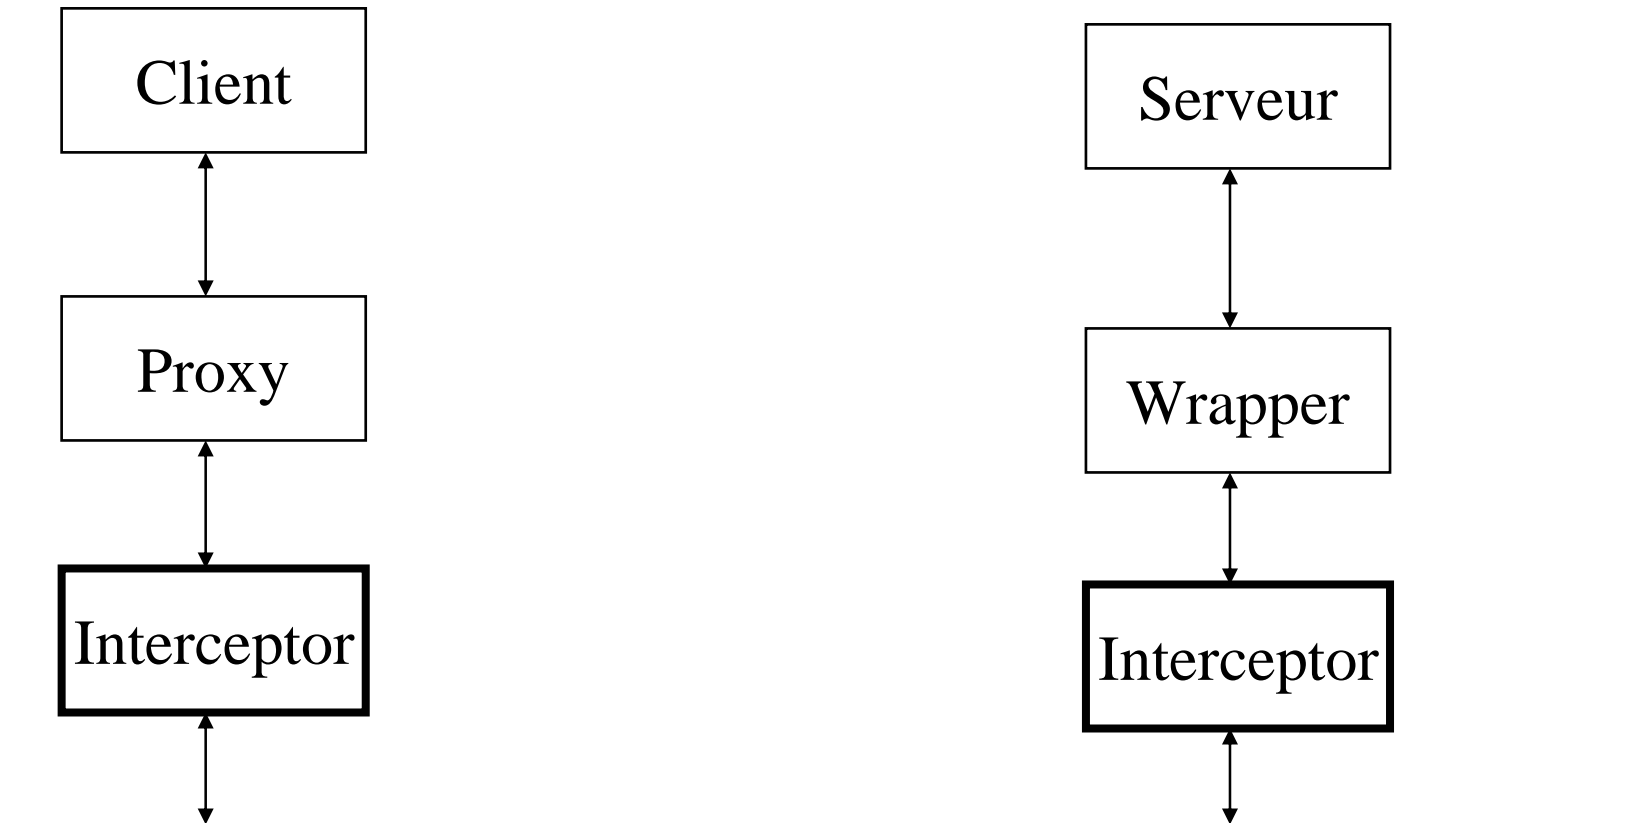 Client
Serveur
Proxy
Wrapper
Interceptor
Interceptor